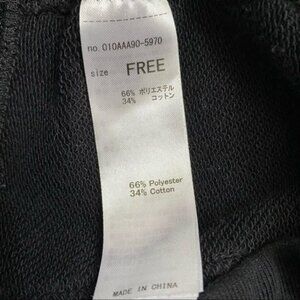 no. 010AAA90-5970
size FREE
66% ポリエステル
34% コットン
66% Polyester
34% Cotton
MADE IN CHINA